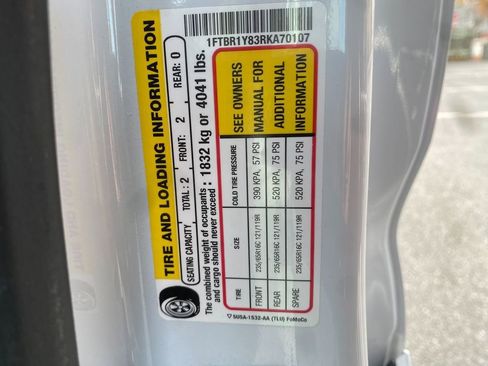 1FTBR1Y83RKA70107
TIRE AND LOADING INFORMATION
SEATING CAPACITY TOTAL: 2 FRONT: 2 REAR: 0
The combined weight of occupants
and cargo should never exceed : 1832 kg or 4041 lbs.
TIRE SIZE COLD TIRE PRESSURE SEE OWNERS
FRONT 235/65R16C 121/119R 390 KPA, 57 PSI MANUAL FOR
REAR 235/65R16C 121/119R 520 KPA, 75 PSI ADDITIONAL
SPARE 235/65R16C 121/119R 520 KPA, 75 PSI INFORMATION
5U5A-1532-AA (TLU) FoMoCo